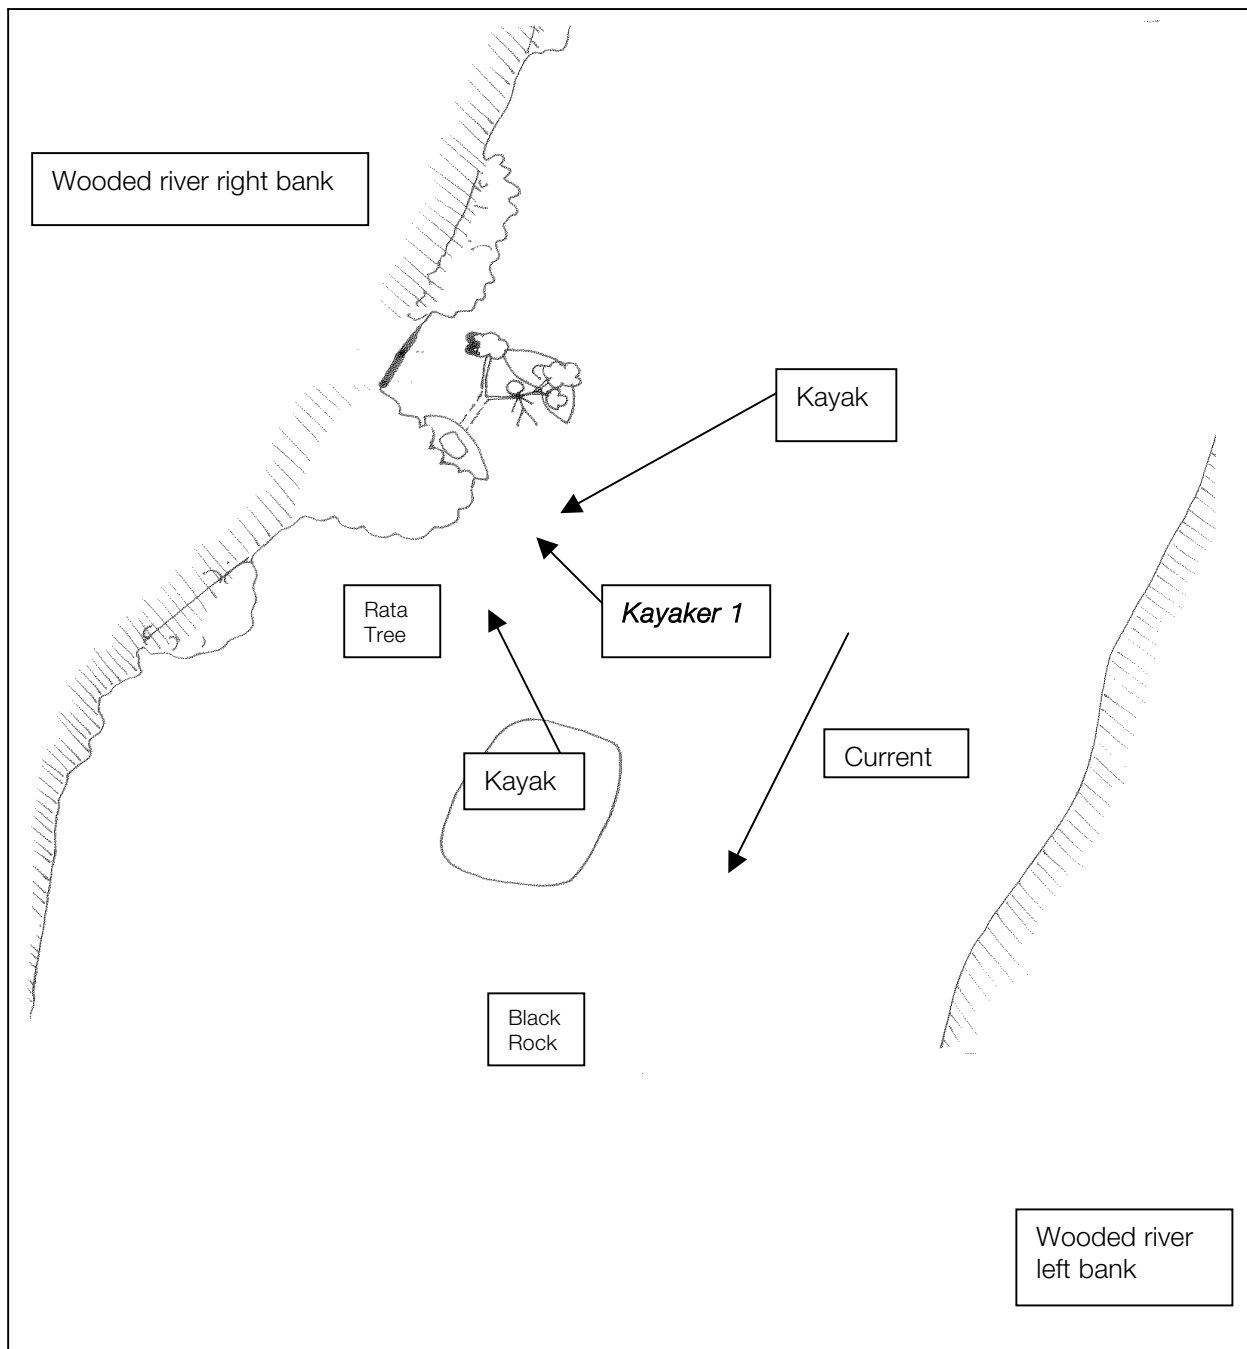 Wooded river right bank
Kayak
Rata
Tree
Kayaker 1
Current
Kayak
Black
Rock
Wooded river
left bank